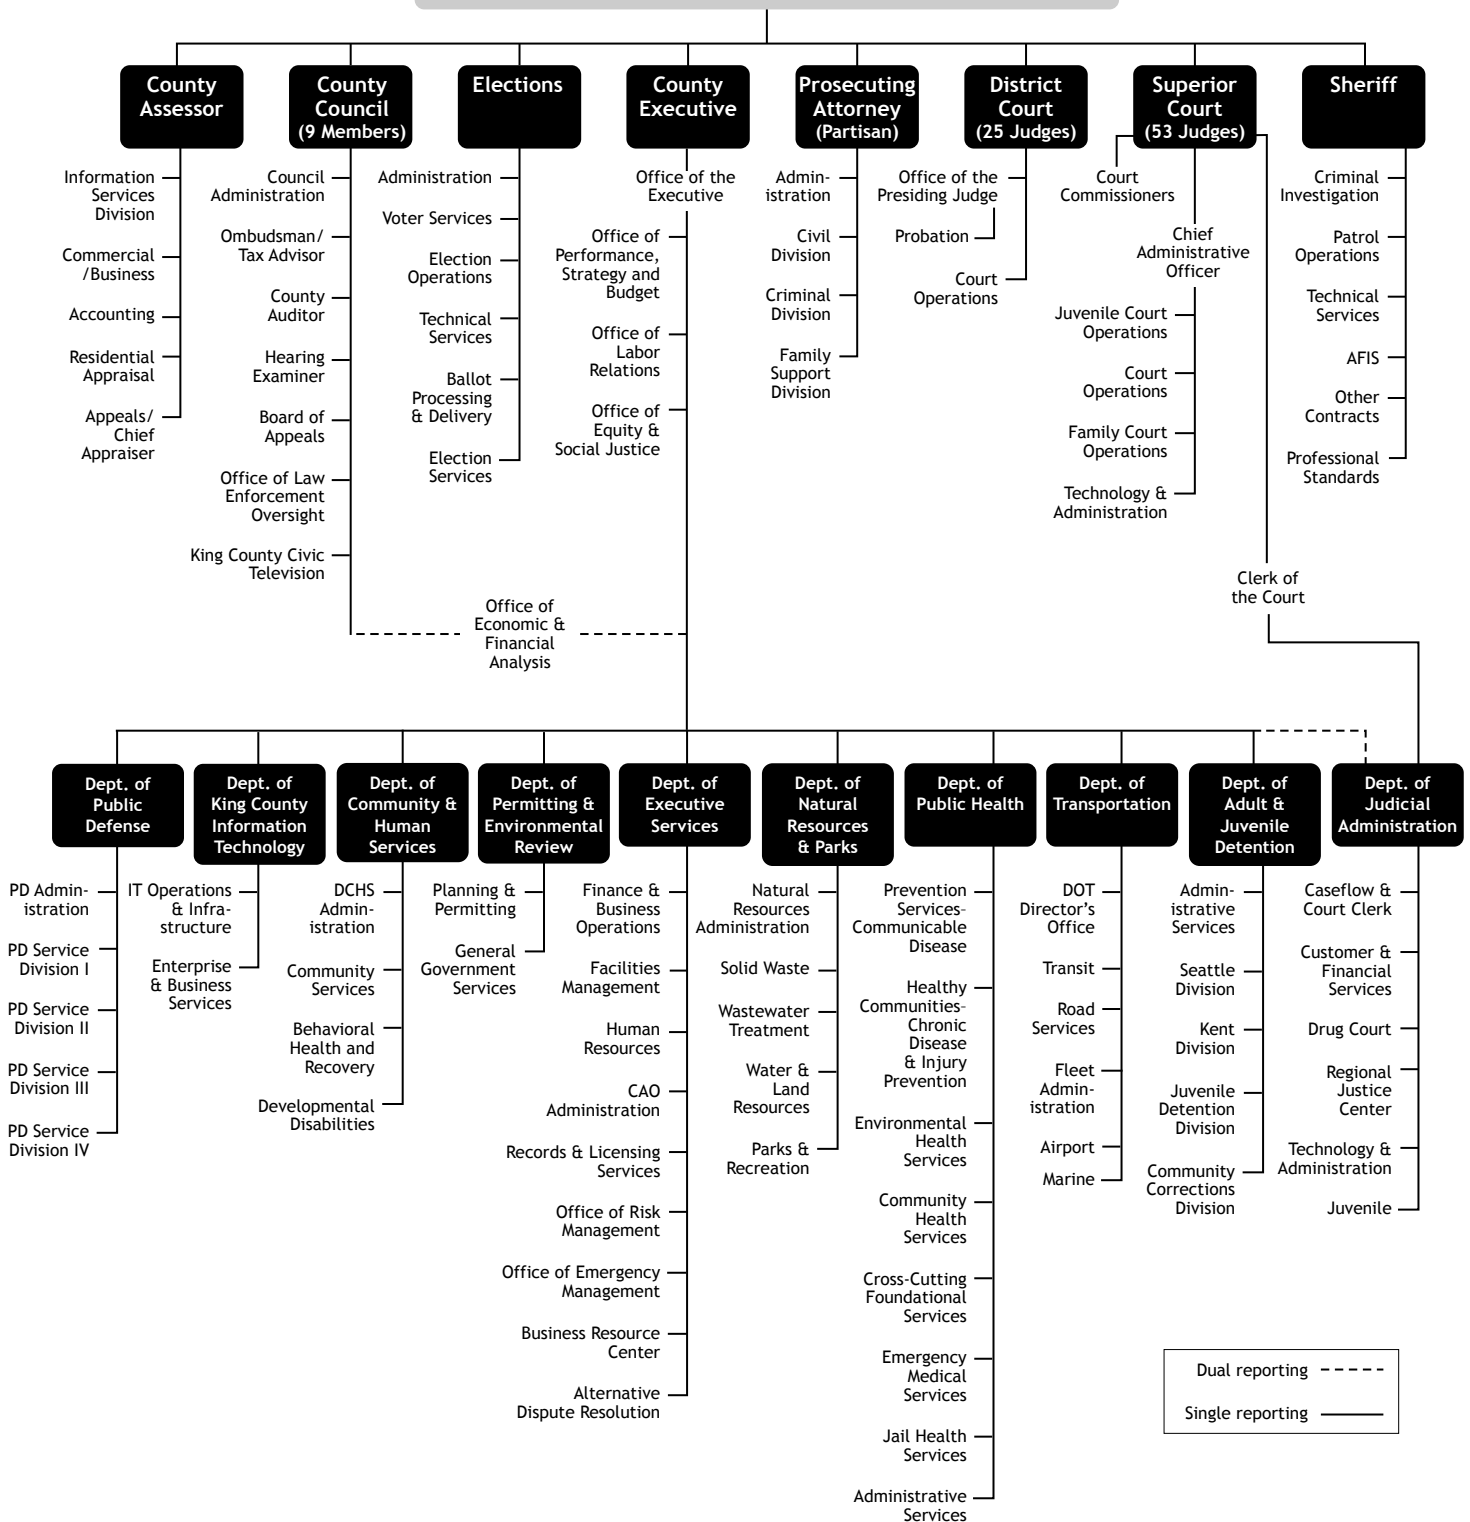 County
Assessor
County
Council
(9 Members)
Elections
County
Executive
Prosecuting
Attorney
(Partisan)
District
Court
(25 Judges)
Superior
Court
(53 Judges)
Sheriff
Information
Services
Division
Commercial
/Business
Accounting
Residential
Appraisal
Appeals/
Chief
Appraiser
Council
Administration
Ombudsman/
Tax Advisor
County
Auditor
Hearing
Examiner
Board of
Appeals
Office of Law
Enforcement
Oversight
King County Civic
Television
Administration
Voter Services
Election
Operations
Technical
Services
Ballot
Processing
& Delivery
Election
Services
Office of the
Executive
Office of
Performance,
Strategy and
Budget
Office of
Labor
Relations
Office of
Equity &
Social Justice
Office of
Economic &
Financial
Analysis
Admin-
istration
Civil
Division
Criminal
Division
Family
Support
Division
Office of the
Presiding Judge
Probation
Court
Operations
Court
Commissioners
Chief
Administrative
Officer
Juvenile Court
Operations
Court
Operations
Family Court
Operations
Technology &
Administration
Clerk of
the Court
Criminal
Investigation
Patrol
Operations
Technical
Services
AFIS
Other
Contracts
Professional
Standards
Dept. of
Public
Defense
Dept. of
King County
Information
Technology
Dept. of
Community &
Human
Services
Dept. of
Permitting &
Environmental
Review
Dept. of
Executive
Services
Dept. of
Natural
Resources
& Parks
Dept. of
Public Health
Dept. of
Transportation
Dept. of
Adult &
Juvenile
Detention
Dept. of
Judicial
Administration
PD Admin-
istration
PD Service
Division I
PD Service
Division II
PD Service
Division III
PD Service
Division IV
IT Operations
& Infra-
structure
Enterprise
& Business
Services
DCHS
Admin-
istration
Community
Services
Behavioral
Health and
Recovery
Developmental
Disabilities
Planning &
Permitting
General
Government
Services
Finance &
Business
Operations
Facilities
Management
Human
Resources
CAO
Administration
Records & Licensing
Services
Office of Risk
Management
Office of Emergency
Management
Business Resource
Center
Alternative
Dispute Resolution
Natural
Resources
Administration
Solid Waste
Wastewater
Treatment
Water &
Land
Resources
Parks &
Recreation
Prevention
Services-
Communicable
Disease
Healthy
Communities-
Chronic
Disease
& Injury
Prevention
Environmental
Health
Services
Community
Health
Services
Cross-Cutting
Foundational
Services
Emergency
Medical
Services
Jail Health
Services
Administrative
Services
DOT
Director's
Office
Transit
Road
Services
Fleet
Admin-
istration
Airport
Marine
Admin-
istrative
Services
Seattle
Division
Kent
Division
Juvenile
Detention
Division
Community
Corrections
Division
Caseflow &
Court Clerk
Customer &
Financial
Services
Drug Court
Regional
Justice
Center
Technology &
Administration
Juvenile
Dual reporting
Single reporting